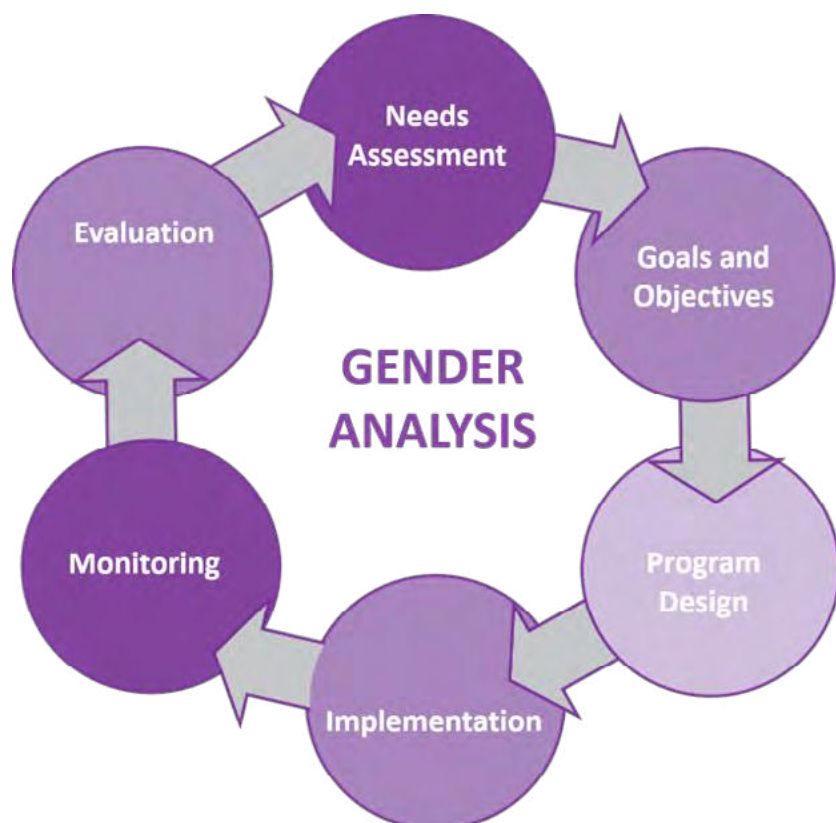 Needs
Assessment
Goals and
Objectives
Program
Design
Implementation
Monitoring
Evaluation
GENDER
ANALYSIS